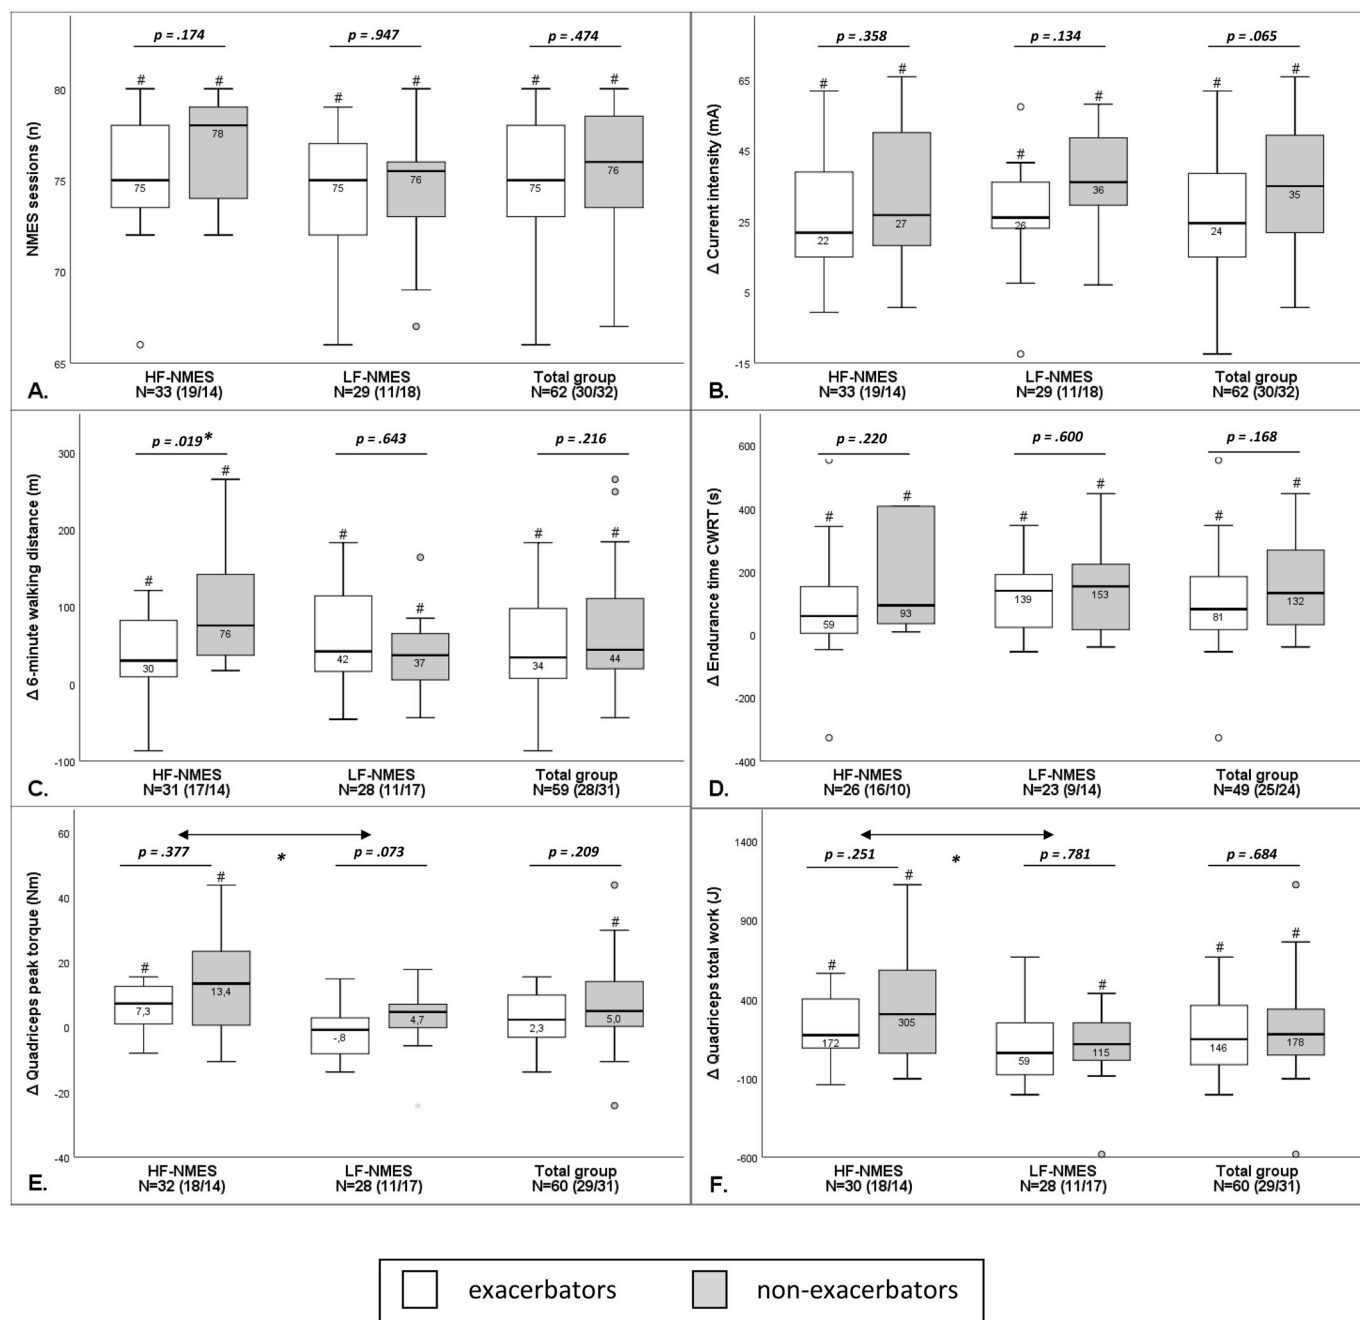 p = .174 p = .947 p = .474
# # # # # #
NMES sessions (n)
80
75
70
65
75 78 75 76 75 76
HF-NMES LF-NMES Total group
A. N=33 (19/14) N=29 (11/18) N=62 (30/32)
p = .358 p = .134 p = .065
# # # # # #
Δ Current intensity (mA)
65
45
25
5
-15
22 27 26 36 24 35
HF-NMES LF-NMES Total group
B. N=33 (19/14) N=29 (11/18) N=62 (30/32)
p = .019* p = .643 p = .216
# # # # # #
Δ 6-minute walking distance (m)
300
200
100
0
-100
30 76 42 37 34 44
HF-NMES LF-NMES Total group
C. N=31 (17/14) N=28 (11/17) N=59 (28/31)
p = .220 p = .600 p = .168
# # # # # #
Δ Endurance time CWRT (s)
600
400
200
0
-200
-400
59 93 139 153 81 132
HF-NMES LF-NMES Total group
D. N=26 (16/10) N=23 (9/14) N=49 (25/24)
p = .377 * p = .073 p = .209
# # #
Δ Quadriceps peak torque (Nm)
60
40
20
0
-20
-40
7,3 13,4 -,8 4,7 2,3 5,0
HF-NMES LF-NMES Total group
E. N=32 (18/14) N=28 (11/17) N=60 (29/31)
p = .251 * p = .781 p = .684
# # # # #
Δ Quadriceps total work (J)
1400
900
400
-100
-600
172 305 59 115 146 178
HF-NMES LF-NMES Total group
F. N=30 (18/14) N=28 (11/17) N=60 (29/31)
exacerbators non-exacerbators